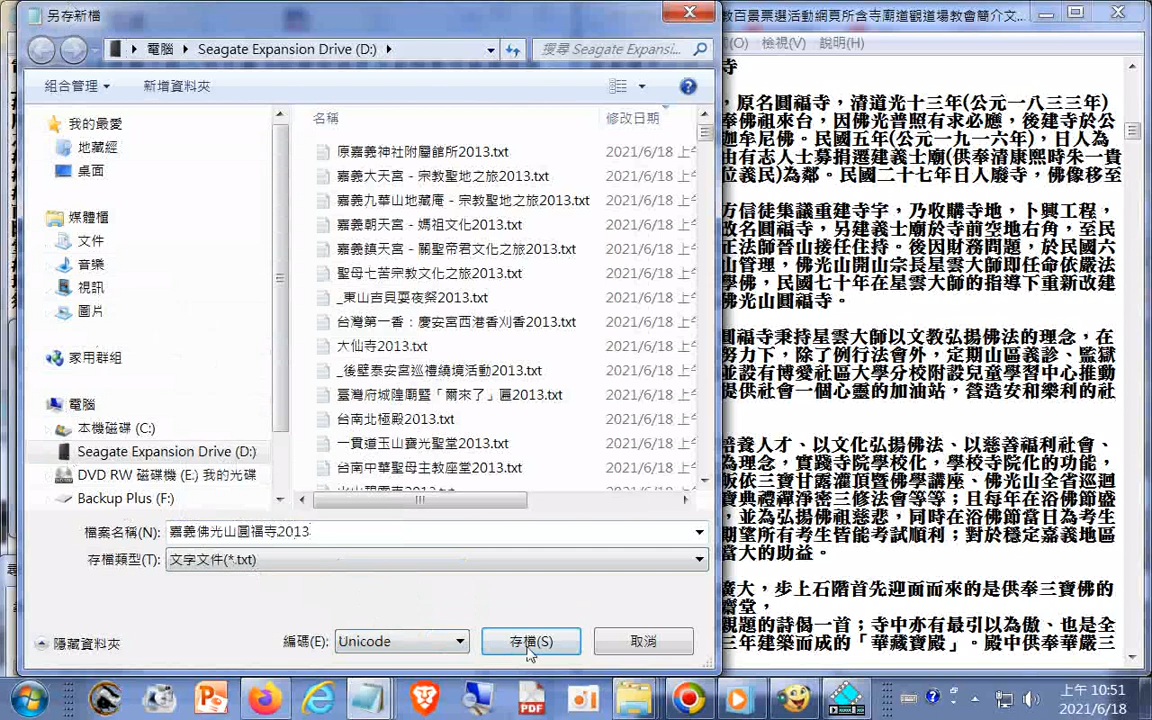 另存新檔
數百景票選活動網頁所含寺廟道觀道場教會簡介文...
電腦 Seagate Expansion Drive (D:)
搜尋 Seagate Expansi...
(O) 檢視(V) 說明(H)
組合管理 新增資料夾
我的最愛
地藏經
桌面
媒體櫃
文件
音樂
視訊
圖片
家用群組
電腦
本機磁碟 (C:)
Seagate Expansion Drive (D:)
DVD RW 磁碟機 (E:) 我的光碟
Backup Plus (F:)
名稱 修改日期
原嘉義神社附屬館所2013.txt 2021/6/18 上午
嘉義大天宮 - 宗教聖地之旅2013.txt 2021/6/18 上午
嘉義九華山地藏庵 - 宗教聖地之旅2013.txt 2021/6/18 上午
嘉義朝天宮 - 媽祖文化2013.txt 2021/6/18 上午
嘉義鎮天宮 - 關聖帝君文化之旅2013.txt 2021/6/18 上午
聖母七苦宗教文化之旅2013.txt 2021/6/18 上午
_東山吉貝耍夜祭2013.txt 2021/6/18 上午
台灣第一香：慶安宮西港香刈香2013.txt 2021/6/18 上午
大仙寺2013.txt 2021/6/18 上午
_後壁泰安宮巡禮繞境活動2013.txt 2021/6/18 上午
臺灣府城隍廟暨「爾來了」匾2013.txt 2021/6/18 上午
台南北極殿2013.txt 2021/6/18 上午
一貫道玉山寶光聖堂2013.txt 2021/6/18 上午
台南中華聖母主教座堂2013.txt 2021/6/18 上午
檔案名稱(N): 嘉義佛光山圓福寺2013
存檔類型(T): 文字文件(*.txt)
隱藏資料夾 編碼(E): Unicode 存檔(S) 取消
寺
，原名圓福寺，清道光十三年(公元一八三三年)
奉佛祖來台，因佛光普照有求必應，後建寺於公
迦牟尼佛。民國五年(公元一九一六年)，日人為
由有志人士募捐遷建義士廟(供奉清康熙時朱一貴
位義民)為鄰。民國二十七年日人廢寺，佛像移至
方信徒集議重建寺宇，乃收購寺地，卜興工程，
改名圓福寺，另建義士廟於寺前空地右角，至民
正法師晉山接任住持。後因財務問題，於民國六
山管理，佛光山開山宗長星雲大師即任命依嚴法
學佛，民國七十年在星雲大師的指導下重新改建
佛光山圓福寺。
圓福寺秉持星雲大師以文教弘揚佛法的理念，在
努力下，除了例行法會外，定期山區義診、監獄
並設有博愛社區大學分校附設兒童學習中心推動
提供社會一個心靈的加油站，營造安和樂利的社
培養人才、以文化弘揚佛法、以慈善福利社會、
為理念，實踐寺院學校化，學校寺院化的功能，
皈依三寶甘露灌頂暨佛學講座、佛光山全省巡迴
寶典禮禪淨密三修法會等等；且每年在浴佛節盛
，並為弘揚佛祖慈悲，同時在浴佛節當日為考生
期望所有考生皆能考試順利；對於穩定嘉義地區
當大的助益。
廣大，步上石階首先迎面而來的是供奉三寶佛的
齋堂，
親題的詩偈一首；寺中亦有最引以為傲、也是全
三年建築而成的「華藏寶殿」。殿中供奉華嚴三
上午 10:51
2021/6/18